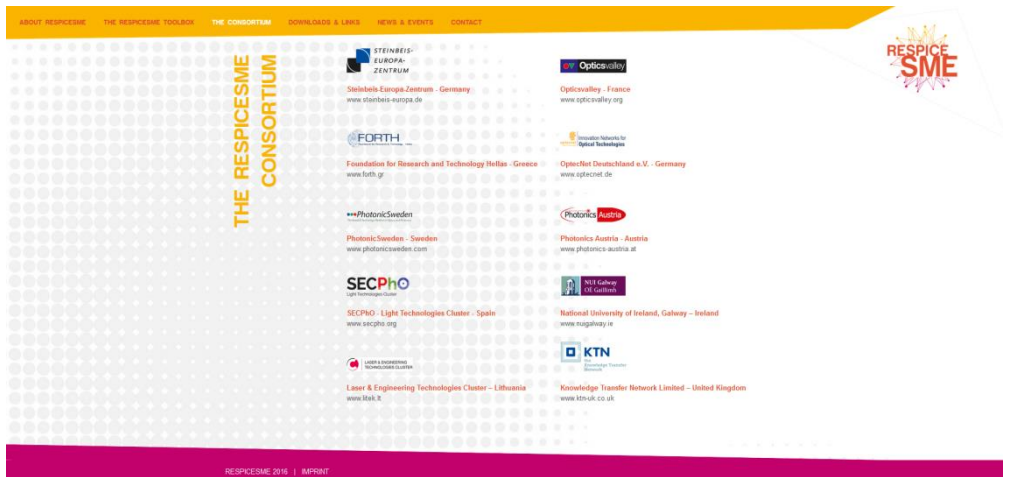 ABOUT RESPICESME THE RESPICESME TOOLBOX THE CONSORTIUM DOWNLOADS & LINKS NEWS & EVENTS CONTACT
RESPICE
SME
THE RESPICESME
CONSORTIUM
STEINBEIS-
EUROPA-
ZENTRUM
Steinbeis-Europa-Zentrum - Germany
www.steinbeis-europa.de
Opticsvalley
Opticsvalley - France
www.opticsvalley.org
FORTH
Foundation for Research and Technology Hellas - Greece
www.forth.gr
Innovation Networks for
Optical Technologies
OptecNet Deutschland e.V. - Germany
www.optecnet.de
PhotonicSweden
PhotonicSweden - Sweden
www.photonicsweden.com
Photonics Austria
Photonics Austria - Austria
www.photonics-austria.at
SECPhO
Light Technologies Cluster
SECPhO - Light Technologies Cluster - Spain
www.secpho.org
NUI Galway
OÉ Gaillimh
National University of Ireland, Galway – Ireland
www.nuigalway.ie
LASER & ENGINEERING
TECHNOLOGIES CLUSTER
Laser & Engineering Technologies Cluster – Lithuania
www.litek.lt
KTN
the
Knowledge Transfer
Network
Knowledge Transfer Network Limited – United Kingdom
www.ktn-uk.co.uk
RESPICESME 2016 | IMPRINT